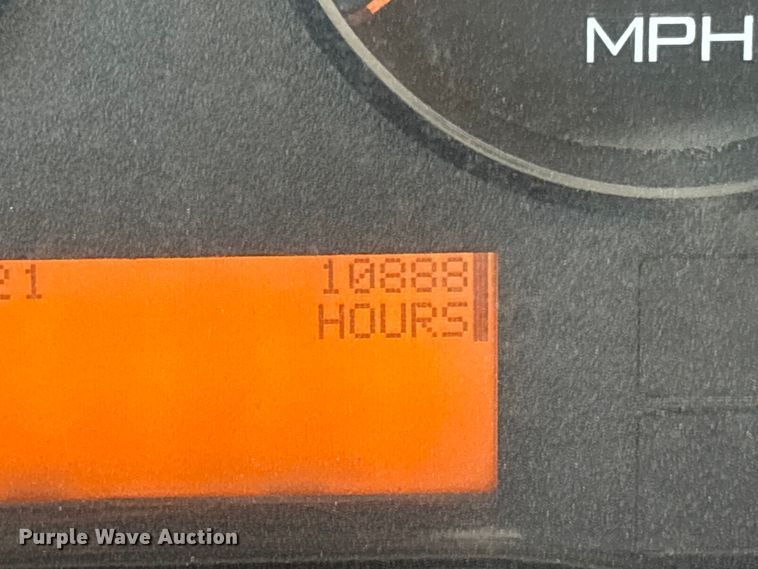 MPH
21 10888
HOURS
Purple Wave Auction